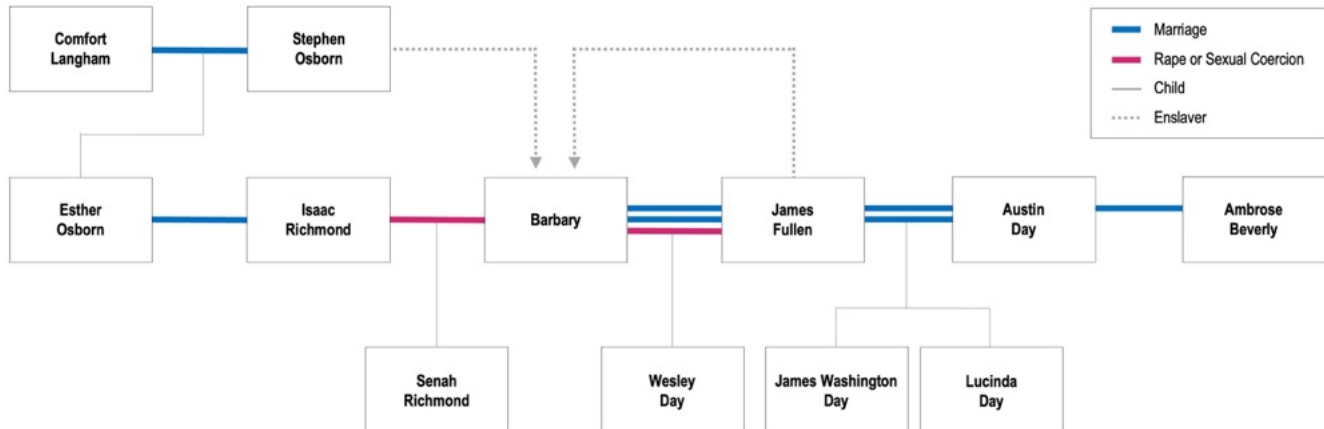 Comfort
Langham
Stephen
Osborn
Marriage
Rape or Sexual Coercion
Child
Enslaver
Esther
Osborn
Isaac
Richmond
Barbary
James
Fullen
Austin
Day
Ambrose
Beverly
Senah
Richmond
Wesley
Day
James Washington
Day
Lucinda
Day